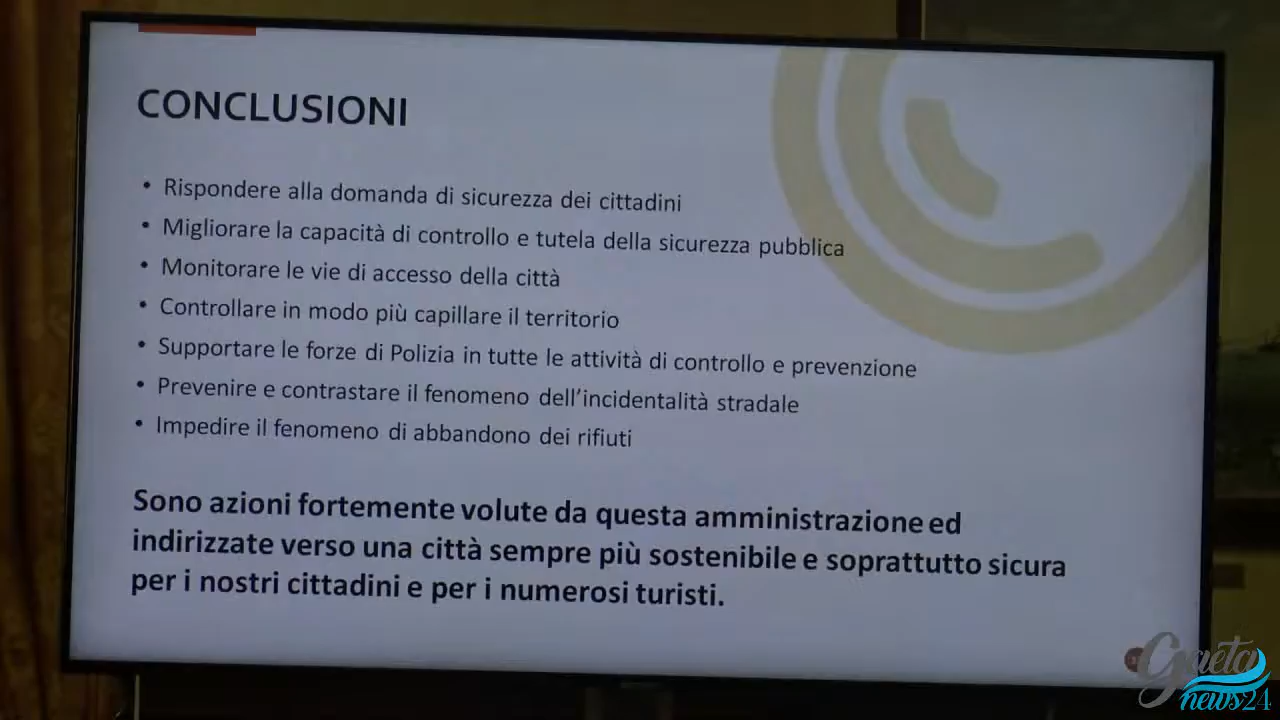 CONCLUSIONI
• Rispondere alla domanda di sicurezza dei cittadini
• Migliorare la capacità di controllo e tutela della sicurezza pubblica
• Monitorare le vie di accesso della città
• Controllare in modo più capillare il territorio
• Supportare le forze di Polizia in tutte le attività di controllo e prevenzione
• Prevenire e contrastare il fenomeno dell'incidentalità stradale
• Impedire il fenomeno di abbandono dei rifiuti
Sono azioni fortemente volute da questa amministrazione ed
indirizzate verso una città sempre più sostenibile e soprattutto sicura
per i nostri cittadini e per i numerosi turisti.
Gaeta
news24